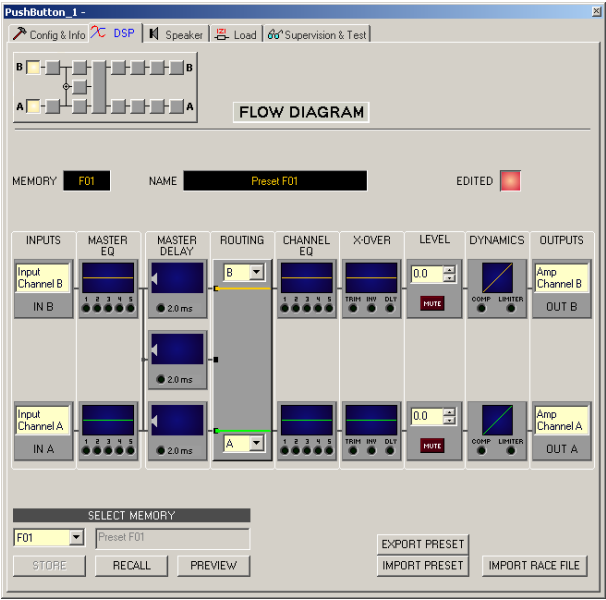 PushButton_1 -
Config & Info DSP Speaker Load Supervision & Test
B B
A A
FLOW DIAGRAM
MEMORY F01 NAME Preset F01 EDITED
INPUTS MASTER EQ MASTER DELAY ROUTING CHANNEL EQ X-OVER LEVEL DYNAMICS OUTPUTS
Input Channel B B 0.0 Amp Channel B
1 2 3 4 5 1 2 3 4 5 TRIM INV DLY MUTE COMP LIMITER
IN B 2.0 ms OUT B
2.0 ms
Input Channel A 0.0 Amp Channel A
1 2 3 4 5 A 1 2 3 4 5 TRIM INV DLY MUTE COMP LIMITER
IN A 2.0 ms OUT A
SELECT MEMORY
F01 Preset F01
EXPORT PRESET
STORE RECALL PREVIEW IMPORT PRESET IMPORT RACE FILE